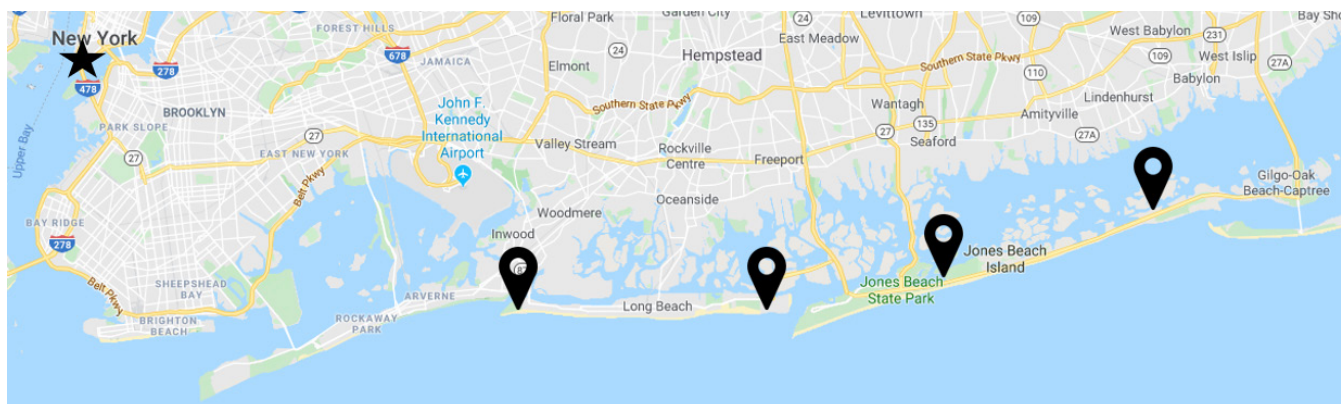 Floral Park
Garden City
24
Levittown
109
West Babylon
Bay Sho
New York
FOREST HILLS
678
24
Hempstead
East Meadow
109
231
West Islip
278
JAMAICA
Elmont
Southern State Pkwy
110
Babylon
27A
478
BROOKLYN
John F.
Kennedy
International
Airport
Southern State Pkwy
Wantagh
Lindenhurst
Upper Bay
PARK SLOPE
27
135
Amityville
27
EAST NEW YORK
Valley Stream
Rockville
Centre
Freeport
27
Seaford
27A
Belt Pkwy
Gilgo-Oak
Beach-Captree
BAY RIDGE
278
Woodmere
Oceanside
Inwood
Jones Beach
Island
Belt Pkwy
SHEEPSHEAD
BAY
ARVERNE
Long Beach
Jones Beach
State Park
BRIGHTON
BEACH
ROCKAWAY
PARK